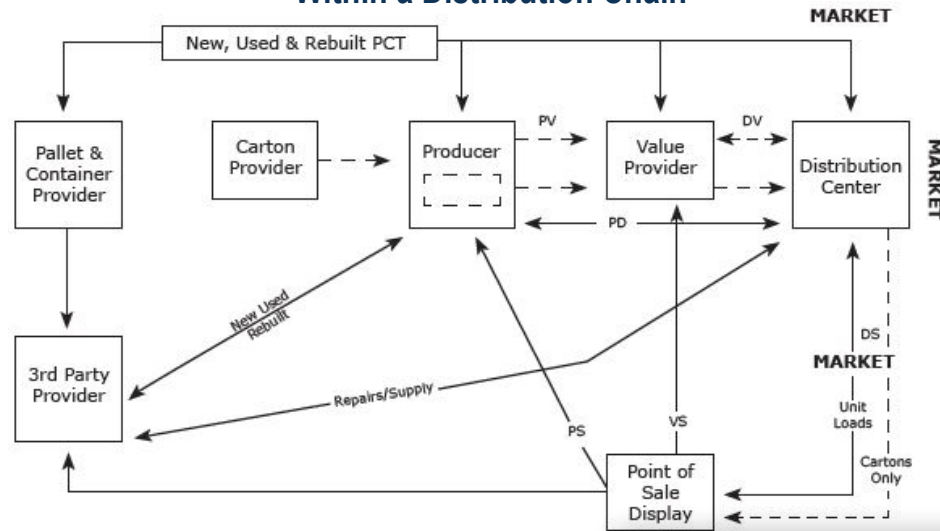 Within a Distribution Chain
MARKET
New, Used & Rebuilt PCT
Pallet &
Container
Provider
Carton
Provider
Producer
PV
Value
Provider
DV
Distribution
Center
MARKET
PD
New Used
Rebuilt
3rd Party
Provider
Repairs/Supply
PS
VS
DS
MARKET
Unit
Loads
Cartons
Only
Point of
Sale
Display